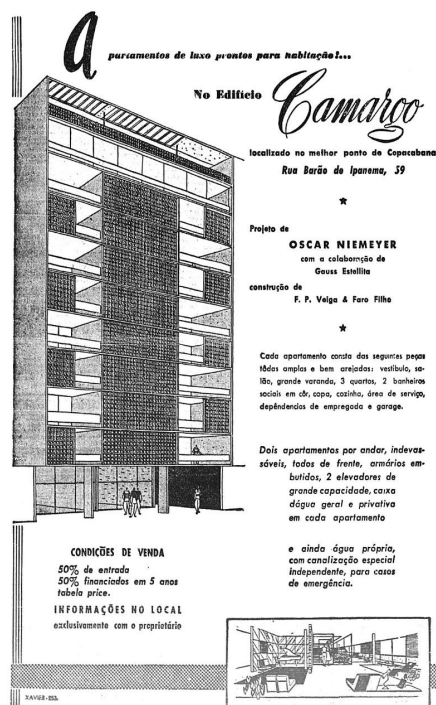 Apartamentos de luxo prontos para habitação!...
No Edifício Camargo
localizado no melhor ponto de Copacabana
Rua Barão de Ipanema, 59
Projeto de
OSCAR NIEMEYER
com a colaboração de
Gauss Estellita
construção de
F. P. Veiga & Faro Filho
Cada apartamento consta das seguintes peças
tôdas amplas e bem arejadas: vestíbulo, sa-
lão, grande varanda, 3 quartos, 2 banheiros
sociais em côr, copa, cozinha, área de serviço,
depêndencias de empregada e garage.
Dois apartamentos por andar, indevas-
sáveis, todos de frente, armários em-
butidos, 2 elevadores de
grande capacidade, caixa
dágua geral e privativa
em cada apartamento
e ainda água própria,
com canalização especial
independente, para casos
de emergência.
CONDIÇÕES DE VENDA
50% de entrada
50% financiados em 5 anos
tabela price.
INFORMAÇÕES NO LOCAL
exclusivamente com o proprietário